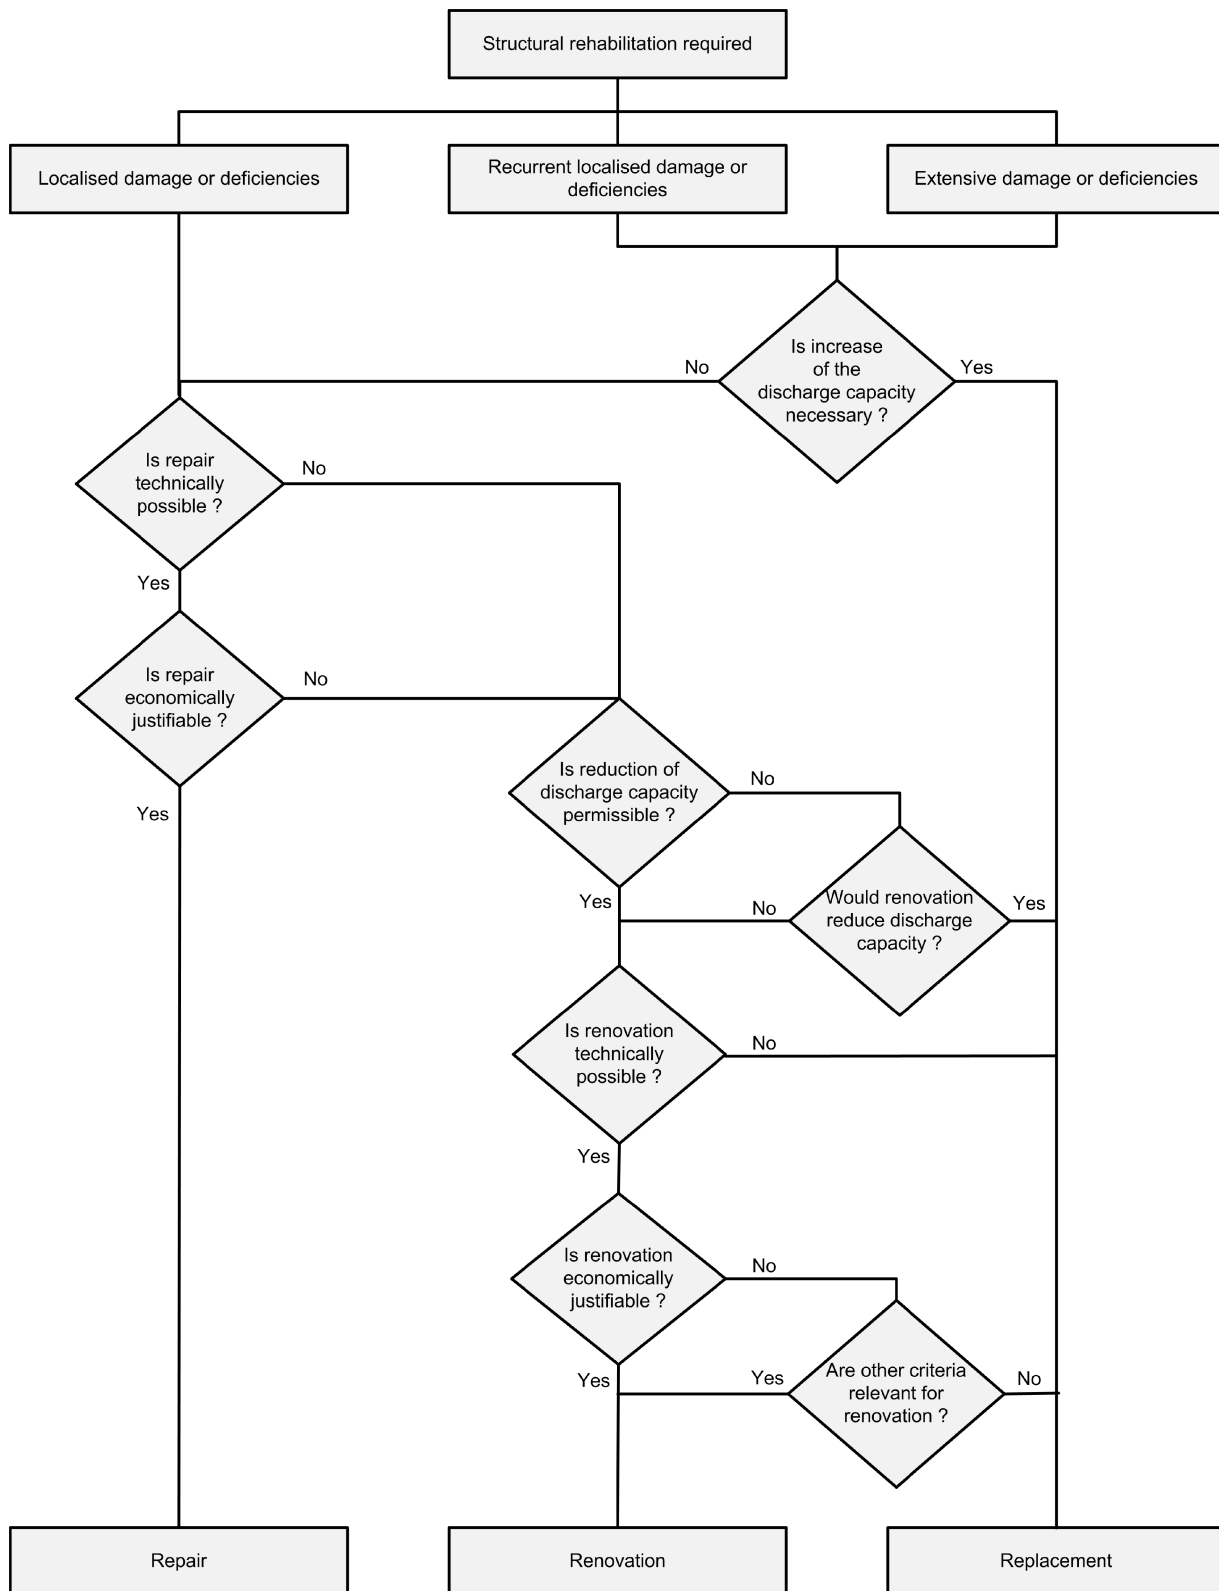 Structural rehabilitation required
Localised damage or deficiencies
Recurrent localised damage or
deficiencies
Extensive damage or deficiencies
Is increase
of the
discharge capacity
necessary ?
No
Yes
Is repair
technically
possible ?
No
Yes
Is repair
economically
justifiable ?
No
Yes
Is reduction of
discharge capacity
permissible ?
No
Yes
Would renovation
reduce discharge
capacity ?
No
Yes
Is renovation
technically
possible ?
No
Yes
Is renovation
economically
justifiable ?
No
Yes
Are other criteria
relevant for
renovation ?
Yes
No
Repair
Renovation
Replacement